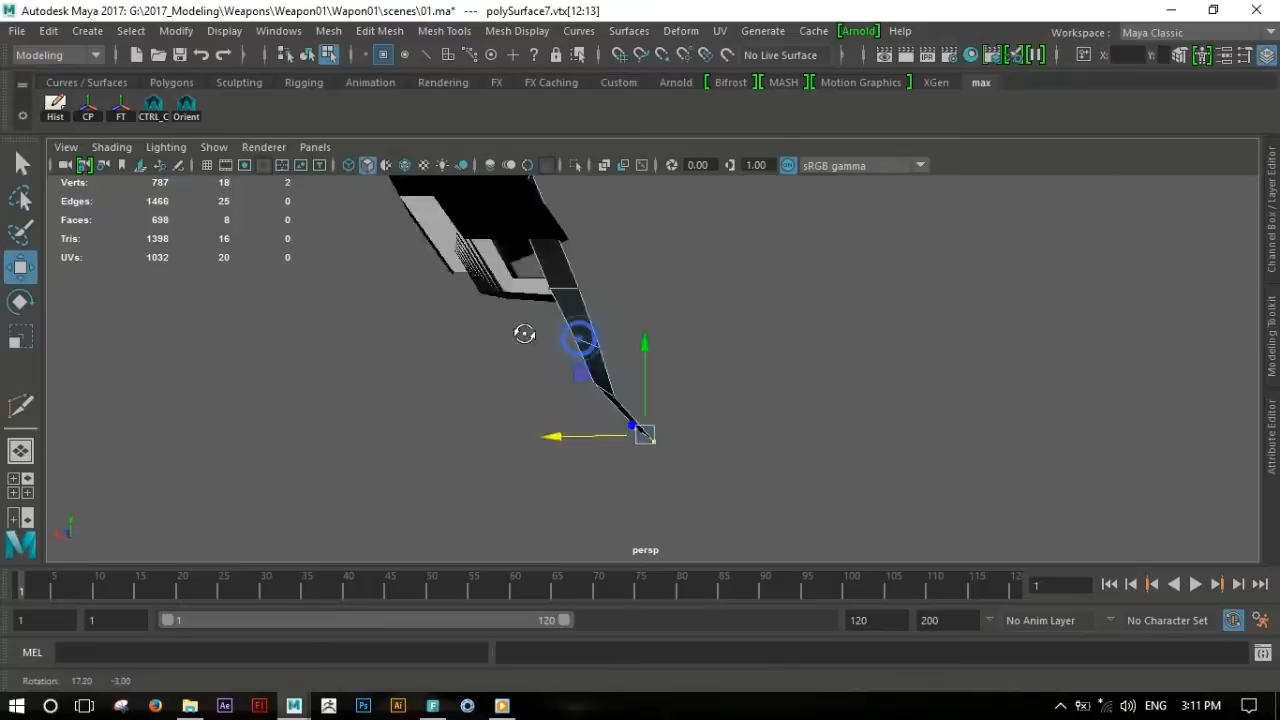 Autodesk Maya 2017: G:\2017_Modeling\Weapons\Weapon01\Wapon01\scenes\01.ma* --- polySurface7.vtx[12:13]
File Edit Create Select Modify Display Windows Mesh Edit Mesh Mesh Tools Mesh Display Curves Surfaces Deform UV Generate Cache Arnold Help Workspace : Maya Classic
Modeling No Live Surface X: Y:
Curves / Surfaces Polygons Sculpting Rigging Animation Rendering FX FX Caching Custom Arnold Bifrost MASH Motion Graphics XGen max
Hist CP FT CTRL_C Orient
View Shading Lighting Show Renderer Panels
0.00 1.00 ON sRGB gamma
Verts: 787 18 2
Edges: 1466 25 0
Faces: 698 8 0
Tris: 1398 16 0
UVs: 1032 20 0
Channel Box / Layer Editor
Modeling Toolkit
Attribute Editor
persp
5 10 15 20 25 30 35 40 45 50 55 60 65 70 75 80 85 90 95 100 105 110 115 12
1 1
1 1 1 120 120 200 No Anim Layer No Character Set
MEL
Rotation: 17.20 -3.00
Ae Fl M Ps Ai F ENG 3:11 PM